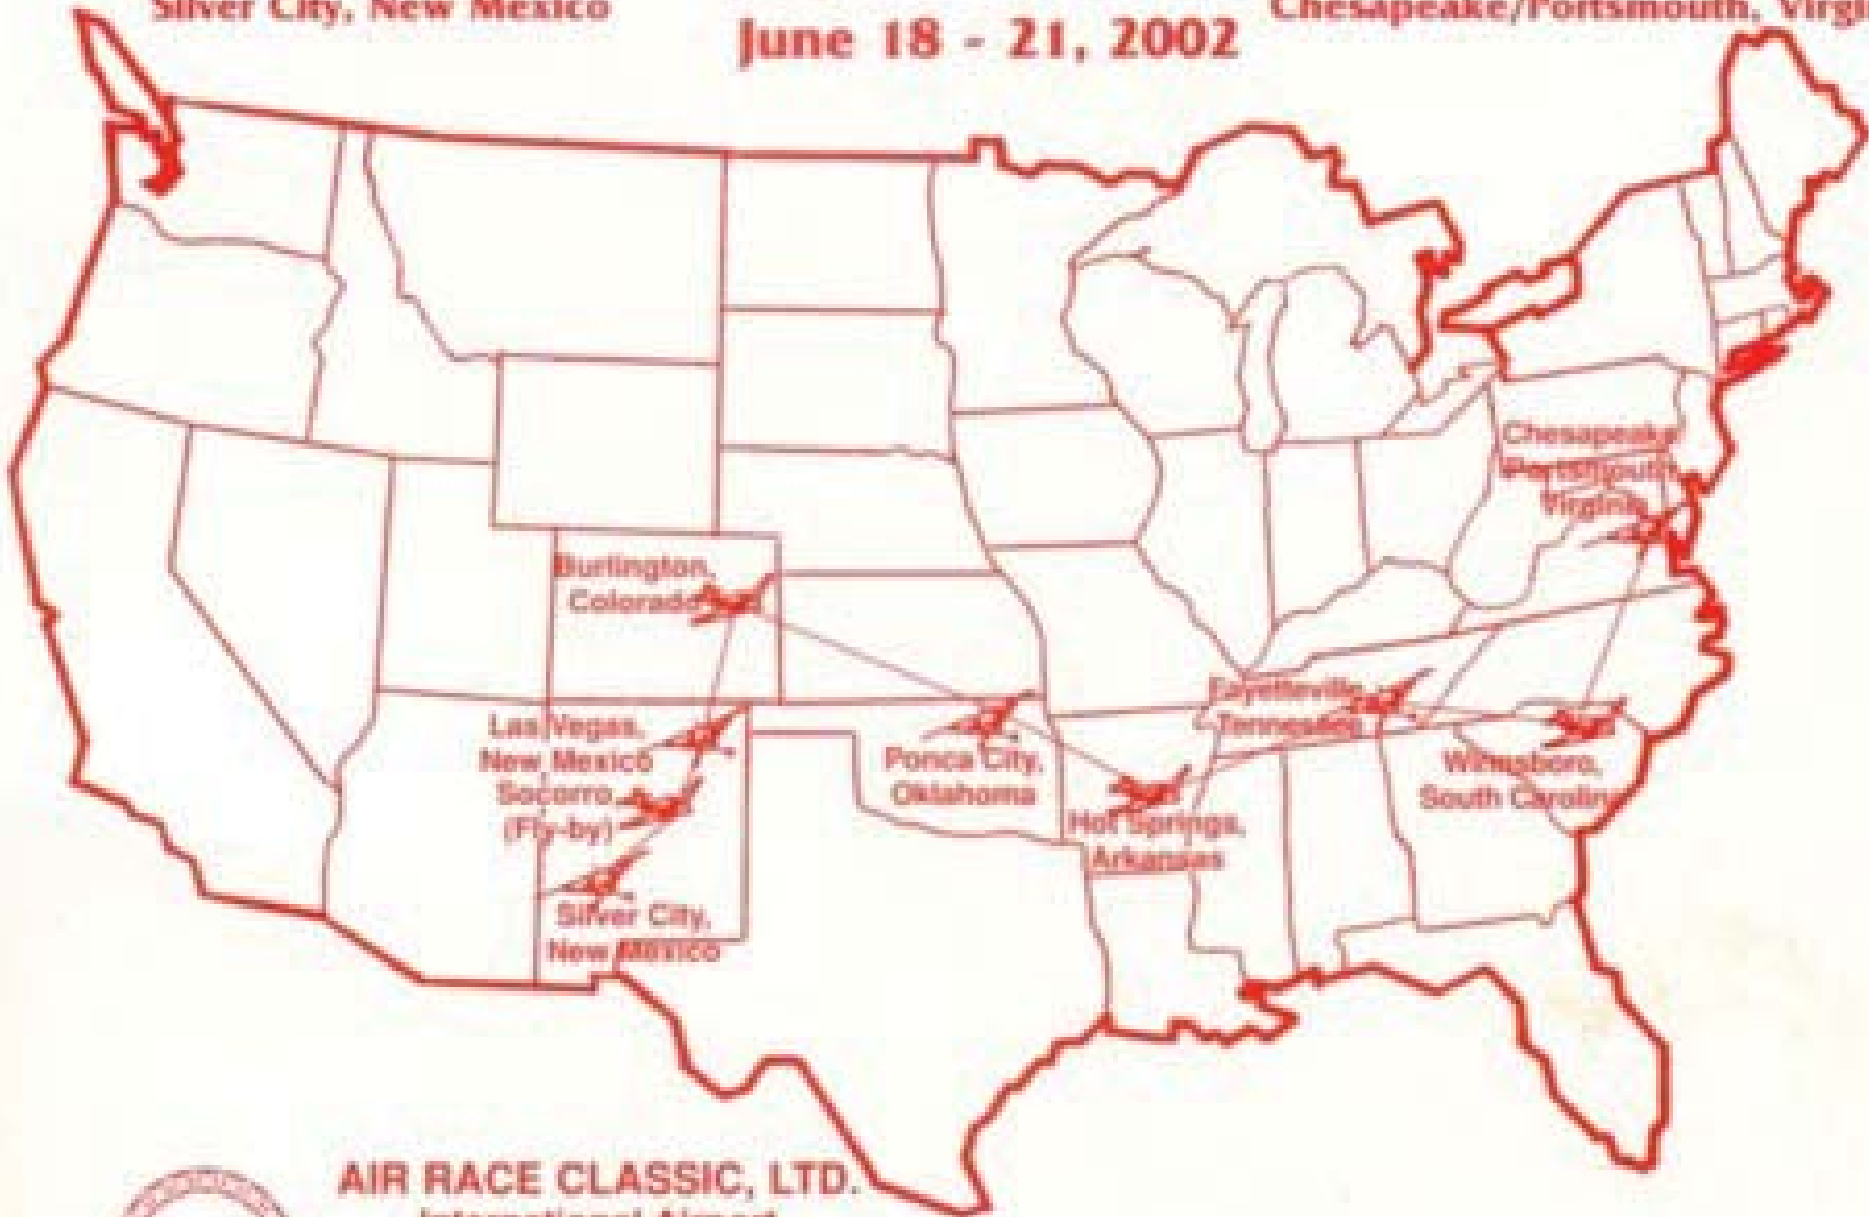 Silver City, New Mexico
Chesapeake/Portsmouth, Virgi
June 18 - 21, 2002
Chesapeake
Portsmouth
Virginia
Burlington,
Colorado
Las Vegas,
New Mexico
Socorro,
(Fly-by)
Silver City,
New Mexico
Ponca City,
Oklahoma
Hot Springs,
Arkansas
Fayetteville,
Tennessee
Winnsboro,
South Carolina
AIR RACE CLASSIC, LTD.
International Airport